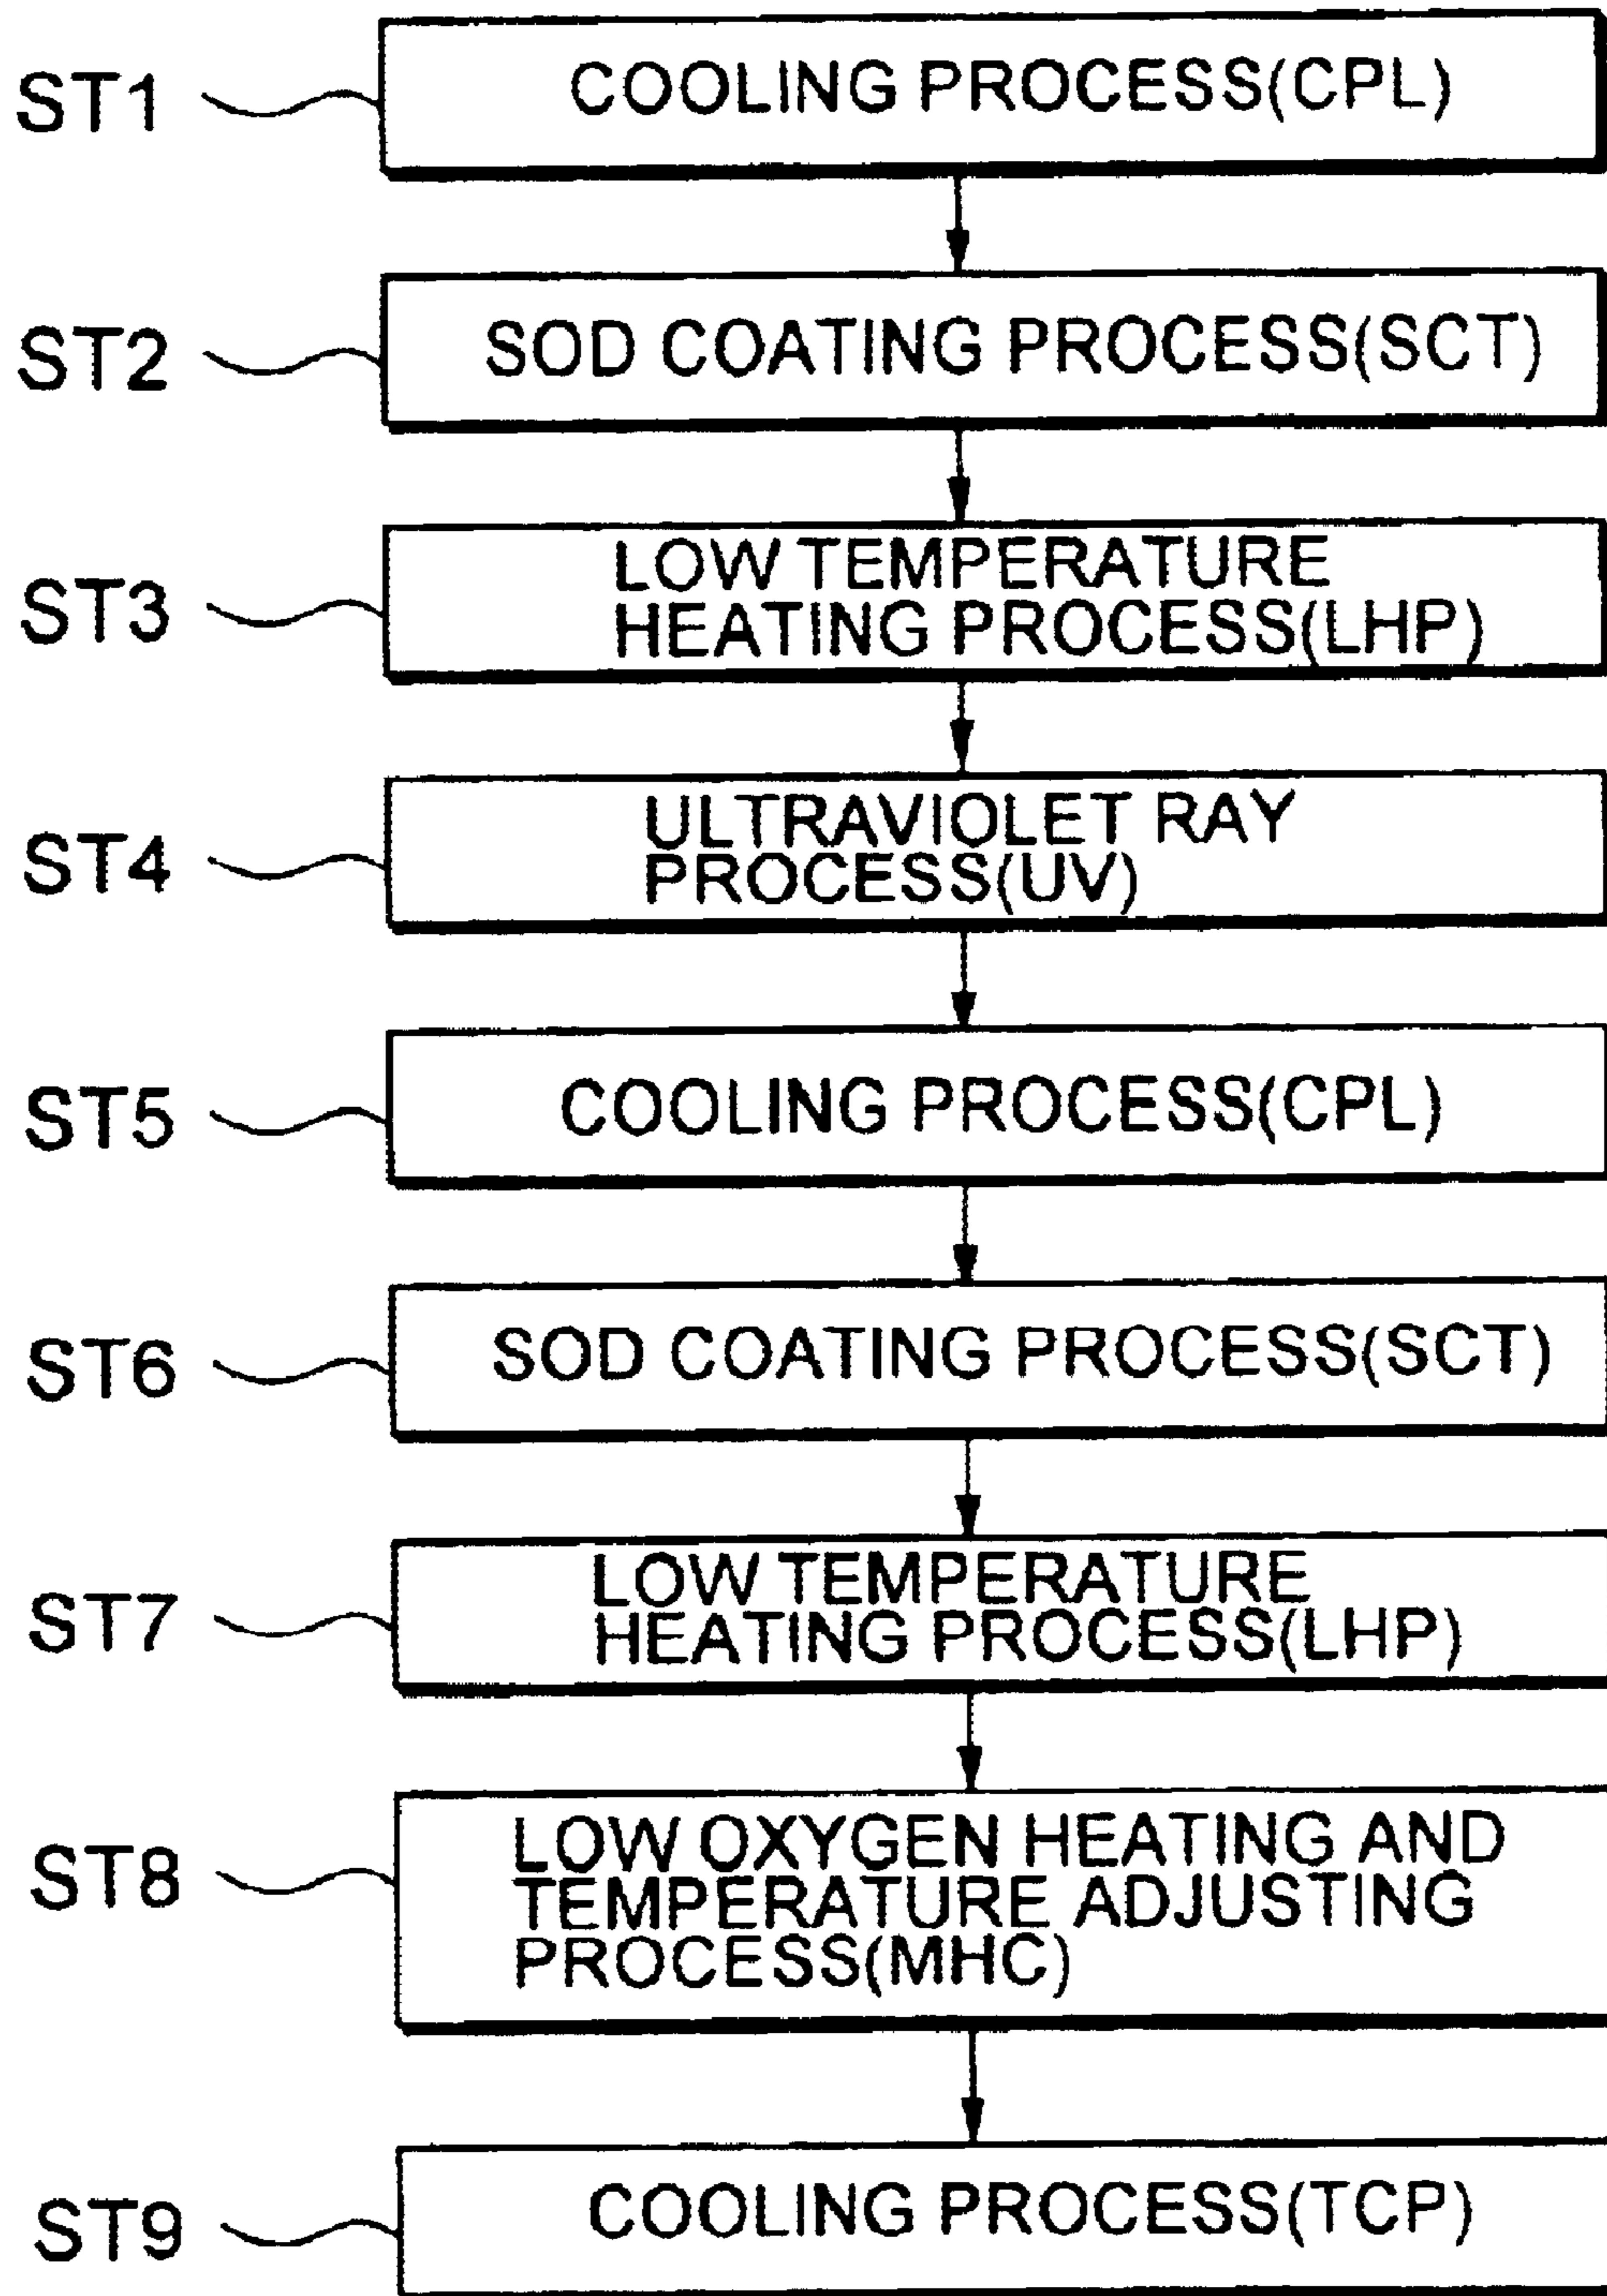 ST1
COOLING PROCESS(CPL)
ST2
SOD COATING PROCESS(SCT)
ST3
LOW TEMPERATURE
HEATING PROCESS(LHP)
ST4
ULTRAVIOLET RAY
PROCESS(UV)
ST5
COOLING PROCESS(CPL)
ST6
SOD COATING PROCESS(SCT)
ST7
LOW TEMPERATURE
HEATING PROCESS(LHP)
ST8
LOW OXYGEN HEATING AND
TEMPERATURE ADJUSTING
PROCESS(MHC)
ST9
COOLING PROCESS(TCP)